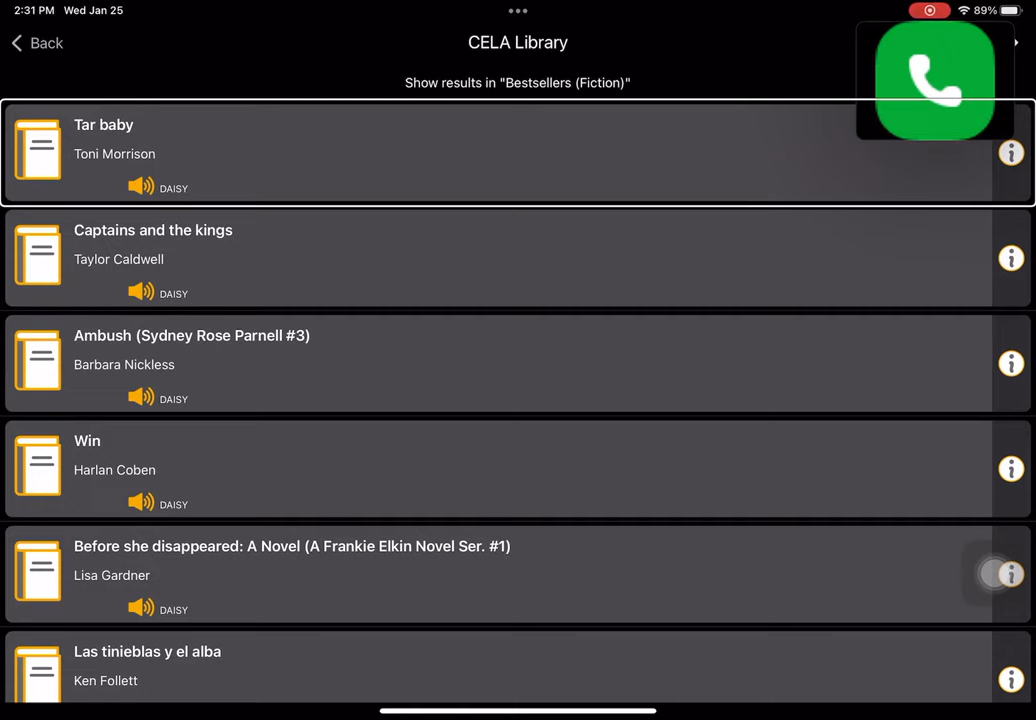 2:31 PM Wed Jan 25
89%
Back
CELA Library
Show results in "Bestsellers (Fiction)"
Tar baby
Toni Morrison
DAISY
Captains and the kings
Taylor Caldwell
DAISY
Ambush (Sydney Rose Parnell #3)
Barbara Nickless
DAISY
Win
Harlan Coben
DAISY
Before she disappeared: A Novel (A Frankie Elkin Novel Ser. #1)
Lisa Gardner
DAISY
Las tinieblas y el alba
Ken Follett